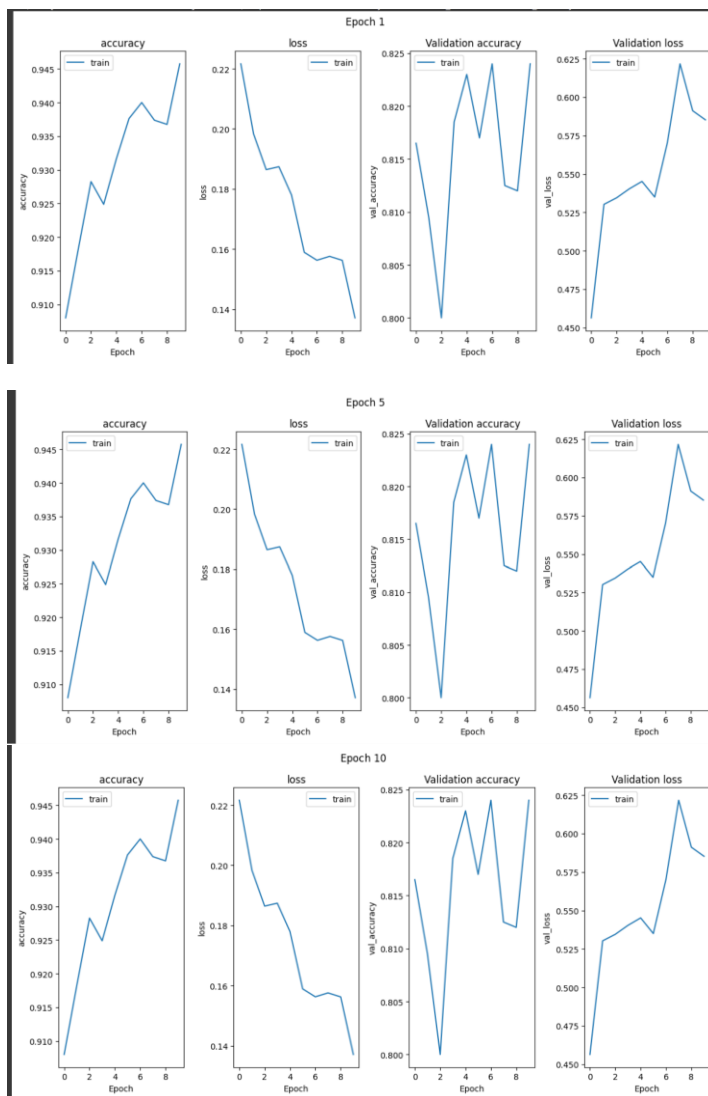 Epoch 1
accuracy loss Validation accuracy Validation loss
train train train train
0.945 0.940 0.935 0.930 0.925 0.920 0.915 0.910
accuracy
0 2 4 6 8
Epoch
0.22 0.20 0.18 0.16 0.14
loss
0 2 4 6 8
Epoch
0.825 0.820 0.815 0.810 0.805 0.800
val_accuracy
0 2 4 6 8
Epoch
0.625 0.600 0.575 0.550 0.525 0.500 0.475 0.450
val_loss
0 2 4 6 8
Epoch
Epoch 5
accuracy loss Validation accuracy Validation loss
train train train train
0.945 0.940 0.935 0.930 0.925 0.920 0.915 0.910
accuracy
0 2 4 6 8
Epoch
0.22 0.20 0.18 0.16 0.14
loss
0 2 4 6 8
Epoch
0.825 0.820 0.815 0.810 0.805 0.800
val_accuracy
0 2 4 6 8
Epoch
0.625 0.600 0.575 0.550 0.525 0.500 0.475 0.450
val_loss
0 2 4 6 8
Epoch
Epoch 10
accuracy loss Validation accuracy Validation loss
train train train train
0.945 0.940 0.935 0.930 0.925 0.920 0.915 0.910
accuracy
0 2 4 6 8
Epoch
0.22 0.20 0.18 0.16 0.14
loss
0 2 4 6 8
Epoch
0.825 0.820 0.815 0.810 0.805 0.800
val_accuracy
0 2 4 6 8
Epoch
0.625 0.600 0.575 0.550 0.525 0.500 0.475 0.450
val_loss
0 2 4 6 8
Epoch